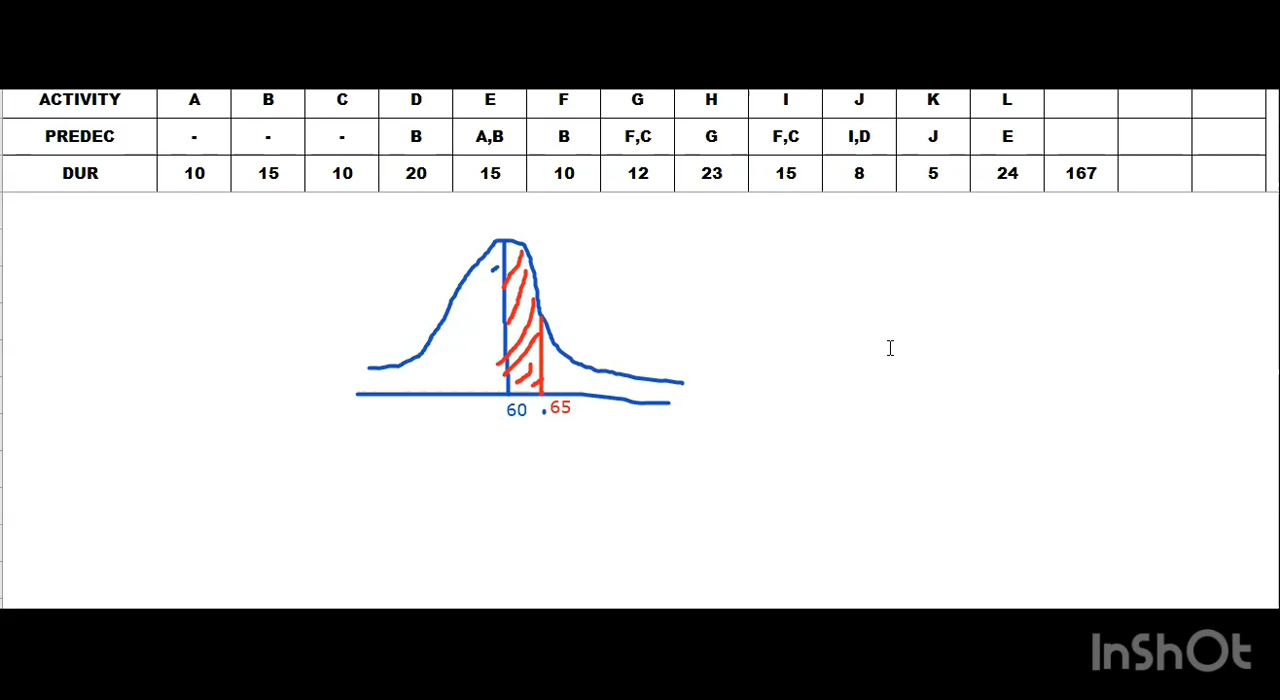 ACTIVITY A B C D E F G H I J K L
PREDEC - - - B A,B B F,C G F,C I,D J E
DUR 10 15 10 20 15 10 12 23 15 8 5 24 167
60 . 65
InShOt